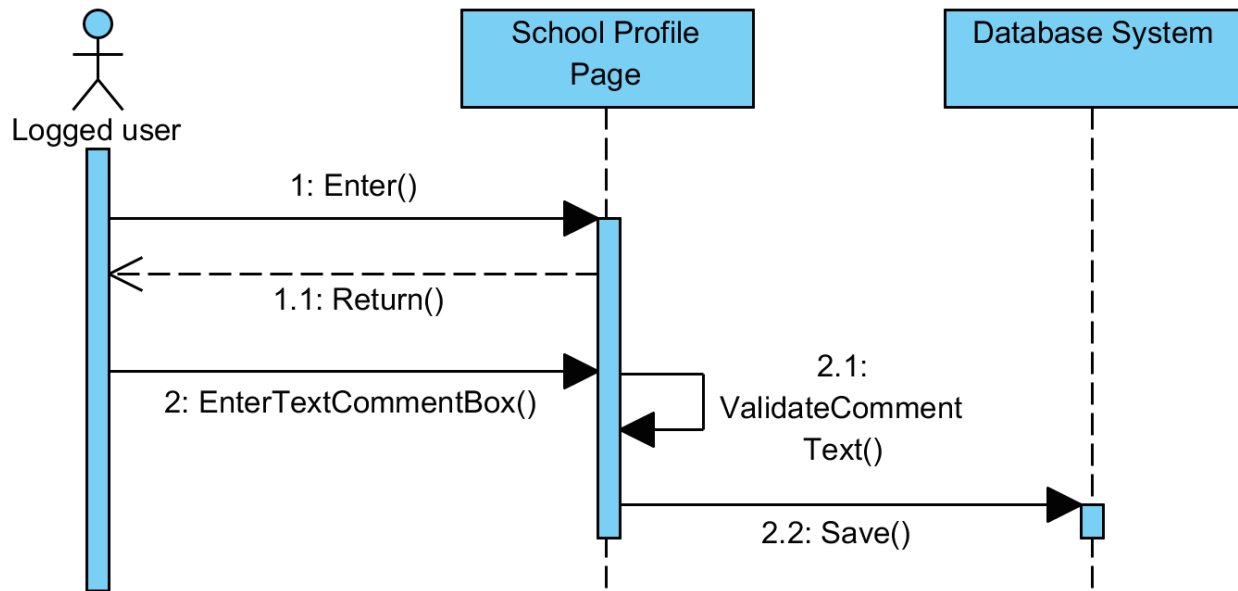 School Profile
Page
Database System
Logged user
1: Enter()
1.1: Return()
2: EnterTextCommentBox()
2.1:
ValidateComment
Text()
2.2: Save()